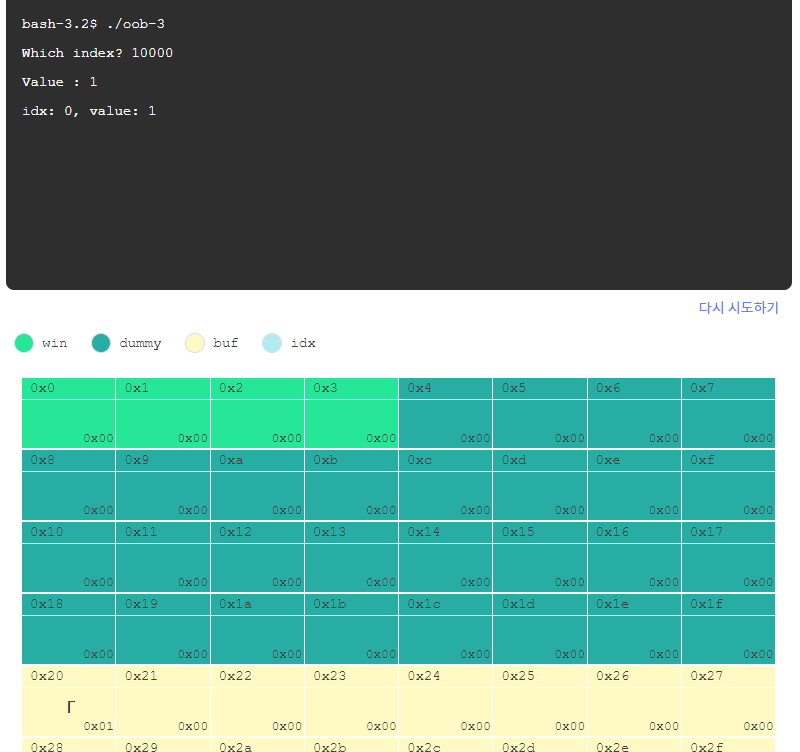 bash-3.2$ ./oob-3
Which index? 10000
Value : 1
idx: 0, value: 1
다시 시도하기
win dummy buf idx
0x0 0x1 0x2 0x3 0x4 0x5 0x6 0x7
0x00 0x00 0x00 0x00 0x00 0x00 0x00 0x00
0x8 0x9 0xa 0xb 0xc 0xd 0xe 0xf
0x00 0x00 0x00 0x00 0x00 0x00 0x00 0x00
0x10 0x11 0x12 0x13 0x14 0x15 0x16 0x17
0x00 0x00 0x00 0x00 0x00 0x00 0x00 0x00
0x18 0x19 0x1a 0x1b 0x1c 0x1d 0x1e 0x1f
0x00 0x00 0x00 0x00 0x00 0x00 0x00 0x00
0x20 0x21 0x22 0x23 0x24 0x25 0x26 0x27
0x01 0x00 0x00 0x00 0x00 0x00 0x00 0x00
0x28 0x29 0x2a 0x2b 0x2c 0x2d 0x2e 0x2f